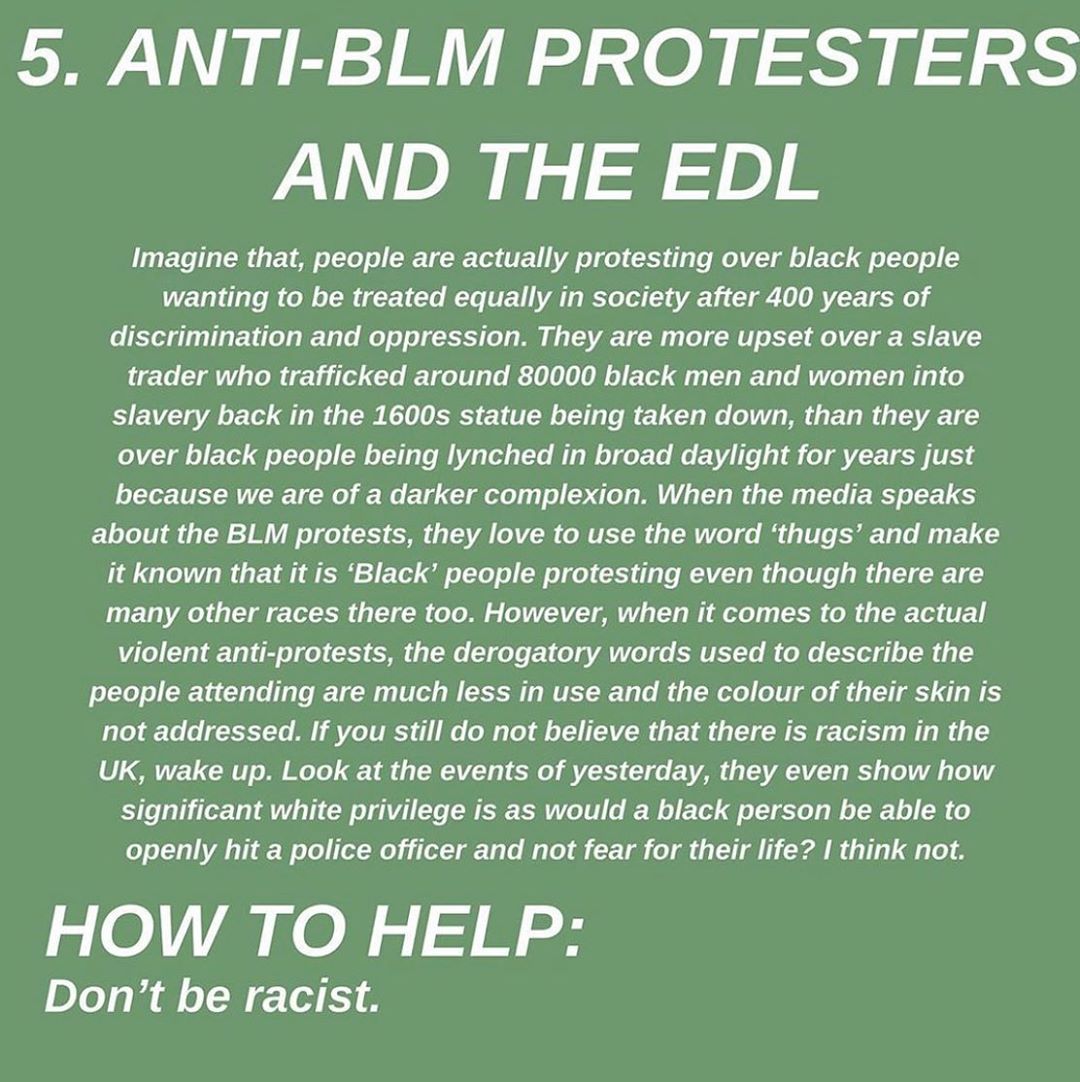 5. ANTI-BLM PROTESTERS
AND THE EDL
Imagine that, people are actually protesting over black people
wanting to be treated equally in society after 400 years of
discrimination and oppression. They are more upset over a slave
trader who trafficked around 80000 black men and women into
slavery back in the 1600s statue being taken down, than they are
over black people being lynched in broad daylight for years just
because we are of a darker complexion. When the media speaks
about the BLM protests, they love to use the word ‘thugs’ and make
it known that it is ‘Black’ people protesting even though there are
many other races there too. However, when it comes to the actual
violent anti-protests, the derogatory words used to describe the
people attending are much less in use and the colour of their skin is
not addressed. If you still do not believe that there is racism in the
UK, wake up. Look at the events of yesterday, they even show how
significant white privilege is as would a black person be able to
openly hit a police officer and not fear for their life? I think not.
HOW TO HELP:
Don’t be racist.